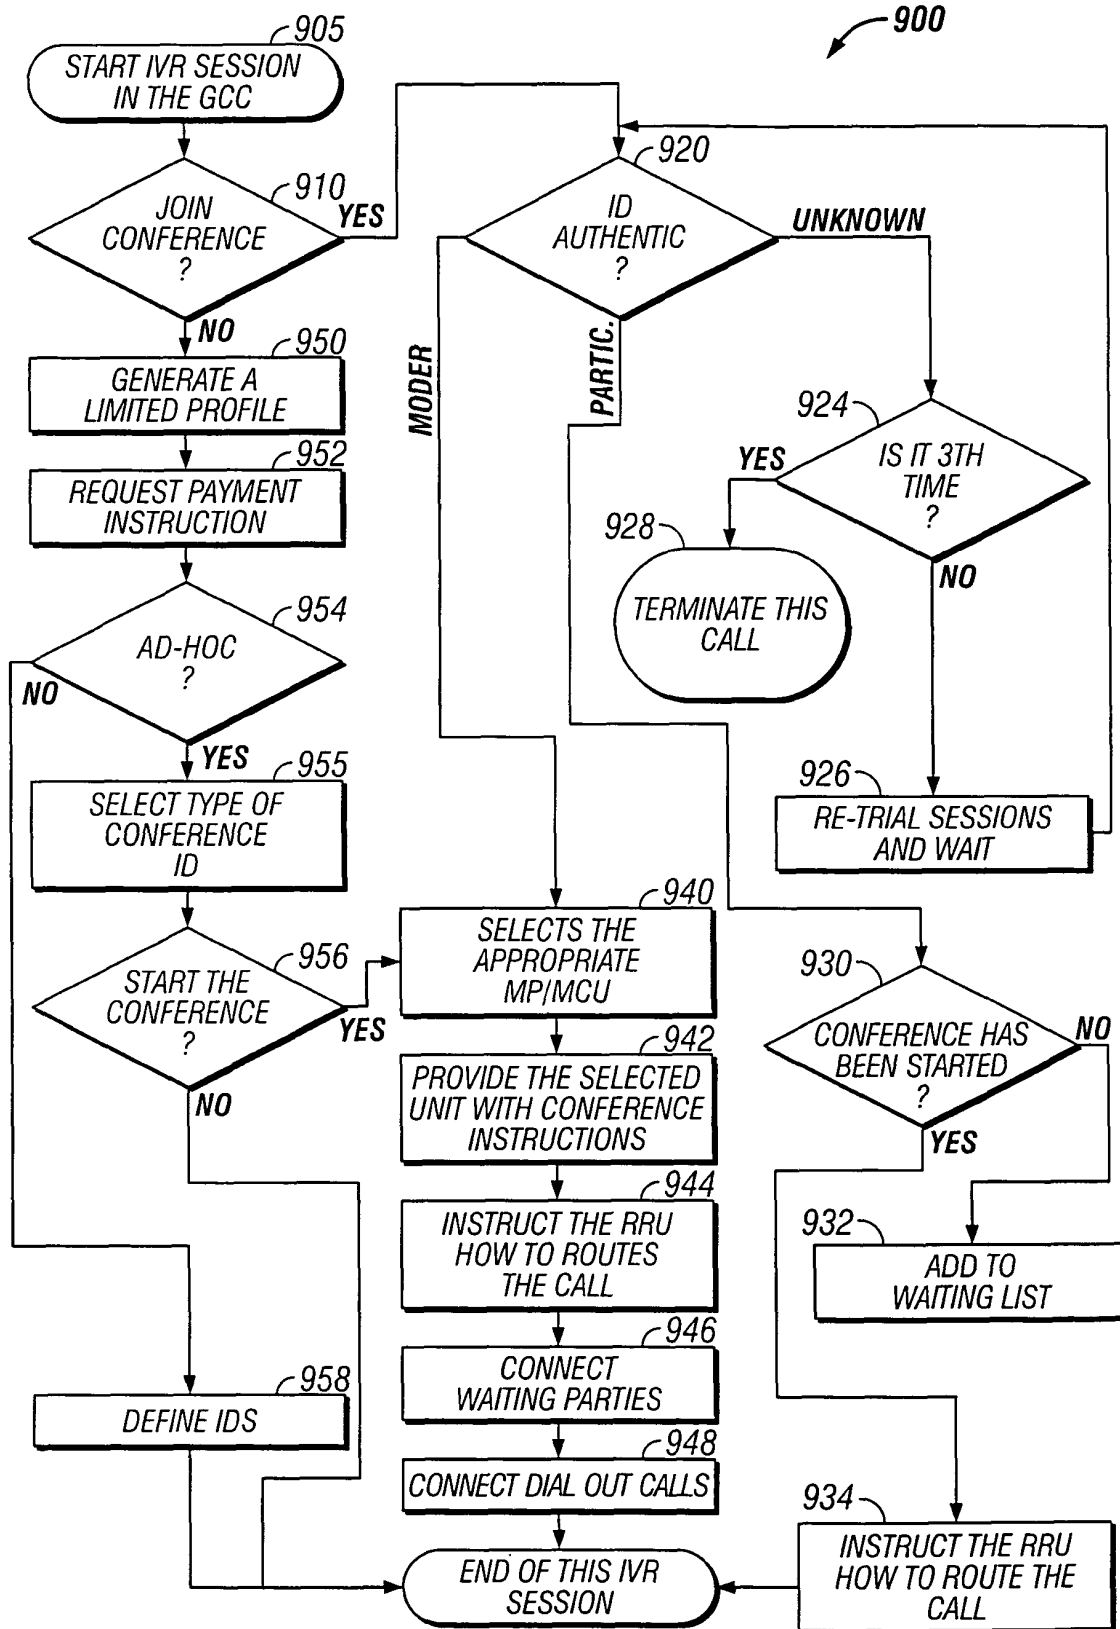 900
905
START IVR SESSION
IN THE GCC
910
JOIN
CONFERENCE
?
YES
NO
920
ID
AUTHENTIC
?
UNKNOWN
MODER
PARTIC.
950
GENERATE A
LIMITED PROFILE
952
REQUEST PAYMENT
INSTRUCTION
924
IS IT 3TH
TIME
?
YES
NO
928
TERMINATE THIS
CALL
954
AD-HOC
?
NO
YES
955
SELECT TYPE OF
CONFERENCE
ID
926
RE-TRIAL SESSIONS
AND WAIT
956
START THE
CONFERENCE
?
YES
NO
940
SELECTS THE
APPROPRIATE
MP/MCU
942
PROVIDE THE SELECTED
UNIT WITH CONFERENCE
INSTRUCTIONS
930
CONFERENCE HAS
BEEN STARTED
?
NO
YES
944
INSTRUCT THE RRU
HOW TO ROUTES
THE CALL
932
ADD TO
WAITING LIST
946
CONNECT
WAITING PARTIES
958
DEFINE IDS
948
CONNECT DIAL OUT CALLS
934
INSTRUCT THE RRU
HOW TO ROUTE THE
CALL
END OF THIS IVR
SESSION